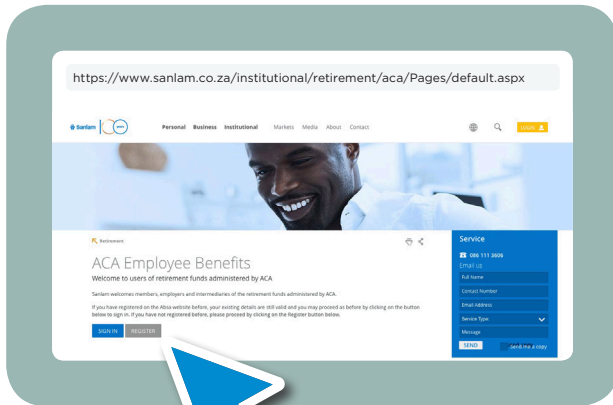 https://www.sanlam.co.za/institutional/retirement/aca/Pages/default.aspx
Sanlam Personal Business Institutional Markets Media About Contact LOGIN
Retirement
ACA Employee Benefits
Welcome to users of retirement funds administered by ACA
Sanlam welcomes members, employers and intermediaries of the retirement funds administered by ACA.
If you have registered on the Absa website before, your exiting details are still valid and you may proceed as before by clicking on the button
below to sign in. If you have not registered before, please proceed by clicking on the Register button below.
SIGN IN REGISTER
Service
086 111 3606
Email us
Full Name
Contact Number
Email Address
Service Type:
Message
SEND Send me a copy